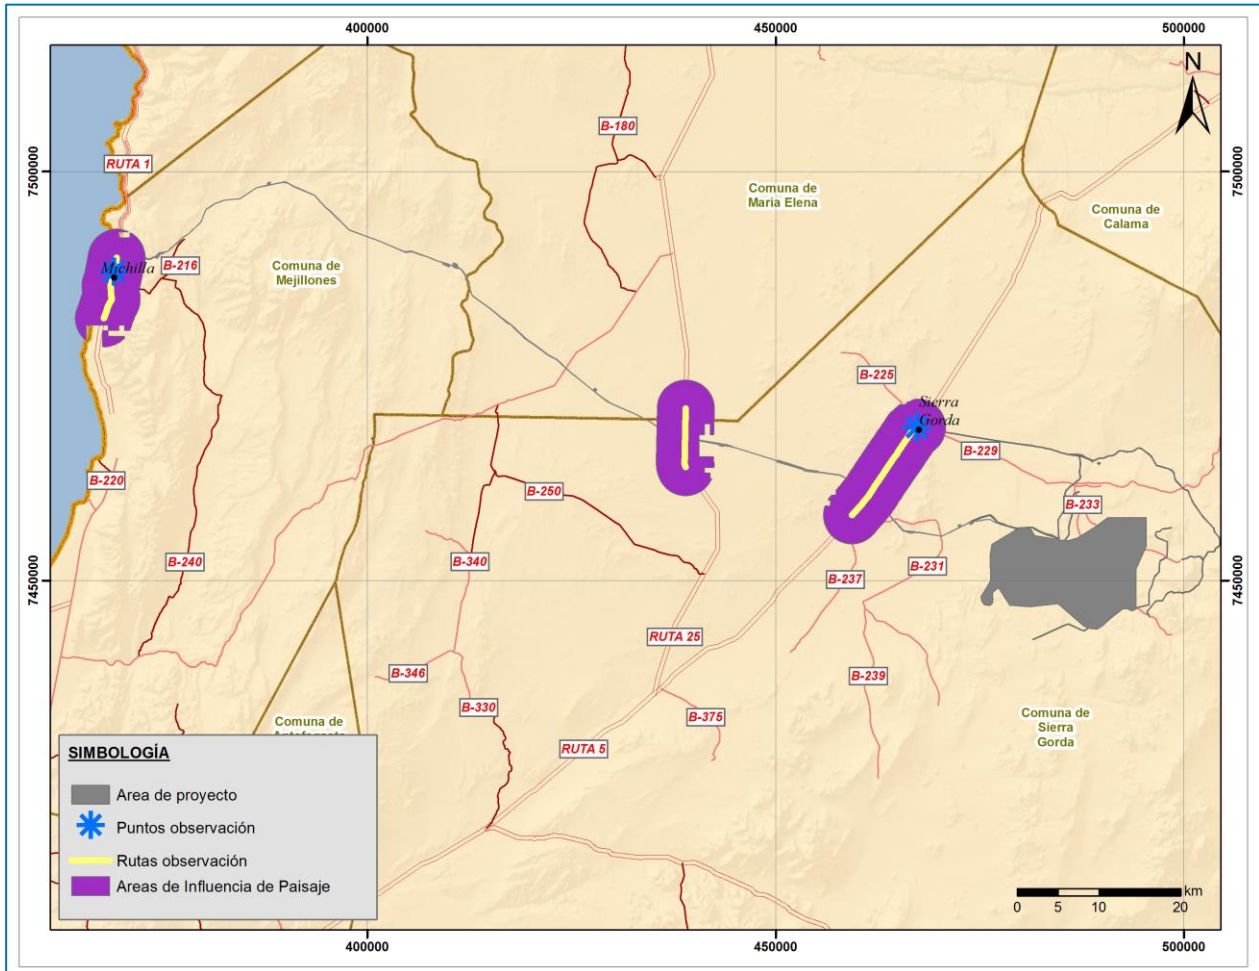 400000
450000
500000
N
B-180
RUTA 1
7500000
7500000
Comuna de
Maria Elena
Comuna de
Calama
Michilla
B-216
Comuna de
Mejillones
B-225
Sierra
Gorda
B-229
B-220
B-250
B-233
B-240
B-340
B-237
B-231
7450000
7450000
RUTA 25
B-346
B-239
B-330
B-375
Comuna de
Sierra
Gorda
Comuna de
RUTA 5
SIMBOLOGÍA
Area de proyecto
Puntos observación
Rutas observación
Areas de Influencia de Paisaje
km
0 5 10 20
400000
450000
500000